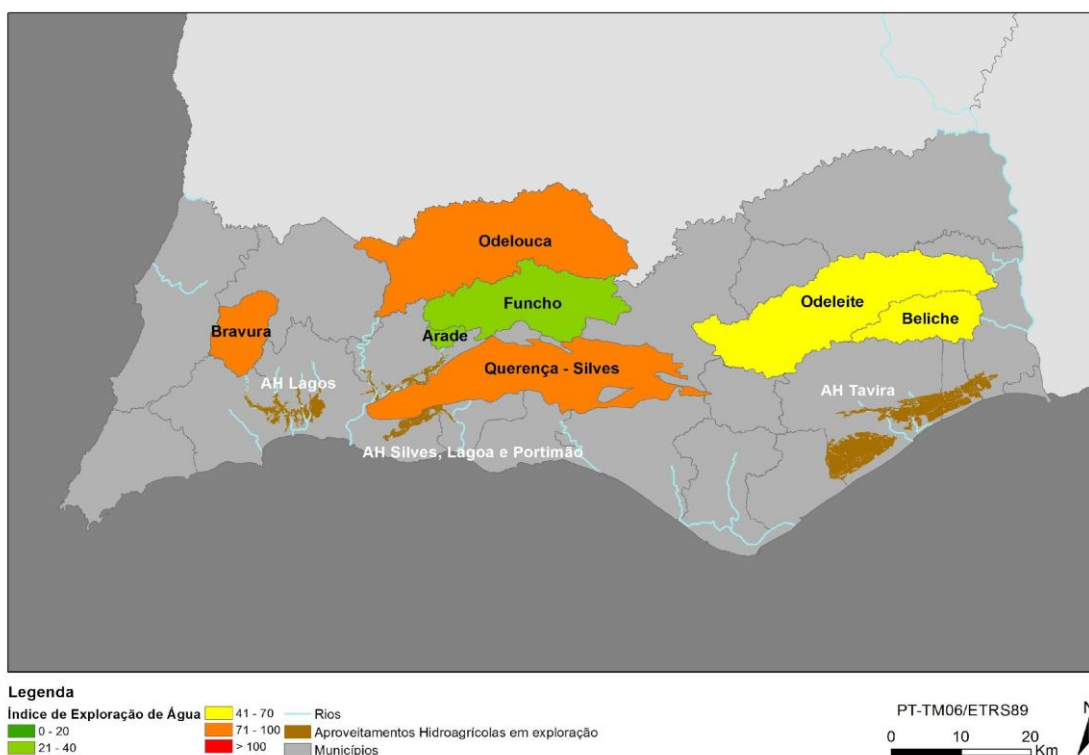 Odelouca
Funcho
Arade
Bravura
Odeleite
Beliche
Querença - Silves
AH Lagos
AH Tavira
AH Silves, Lagoa e Portimão
Legenda
Índice de Exploração de Água
0 - 20
21 - 40
41 - 70
71 - 100
> 100
Rios
Aproveitamentos Hidroagrícolas em exploração
Municípios
PT-TM06/ETRS89
N
0 10 20
Km